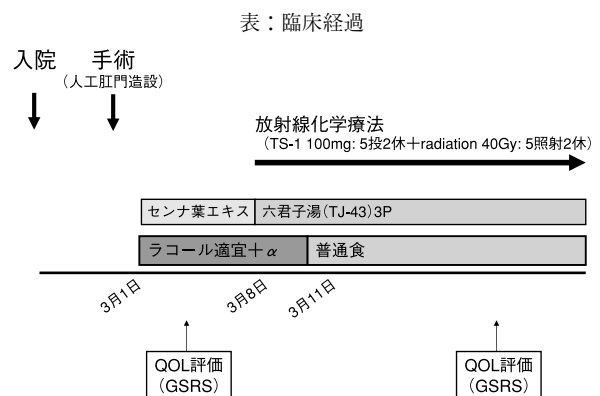 表：臨床経過
入院
手術
（人工肛門造設）
放射線化学療法
（TS-1 100mg: 5投2休＋radiation 40Gy: 5照射2休）
センナ葉エキス
六君子湯（TJ-43）3P
ラコール適宜＋α
普通食
3月1日
3月8日
3月11日
QOL評価
（GSRS）
QOL評価
（GSRS）